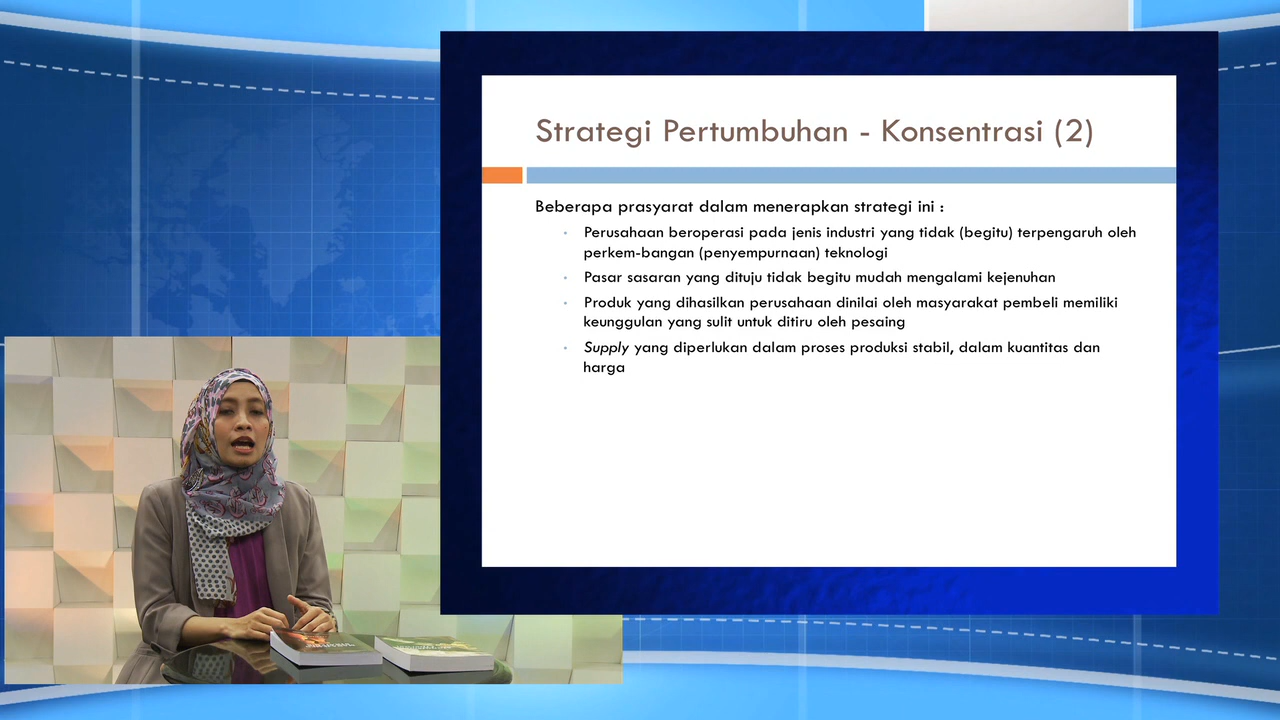 Strategi Pertumbuhan - Konsentrasi (2)
Beberapa prasyarat dalam menerapkan strategi ini :
Perusahaan beroperasi pada jenis industri yang tidak (begitu) terpengaruh oleh
perkem-bangan (penyempurnaan) teknologi
Pasar sasaran yang dituju tidak begitu mudah mengalami kejenuhan
Produk yang dihasilkan perusahaan dinilai oleh masyarakat pembeli memiliki
keunggulan yang sulit untuk ditiru oleh pesaing
Supply yang diperlukan dalam proses produksi stabil, dalam kuantitas dan
harga